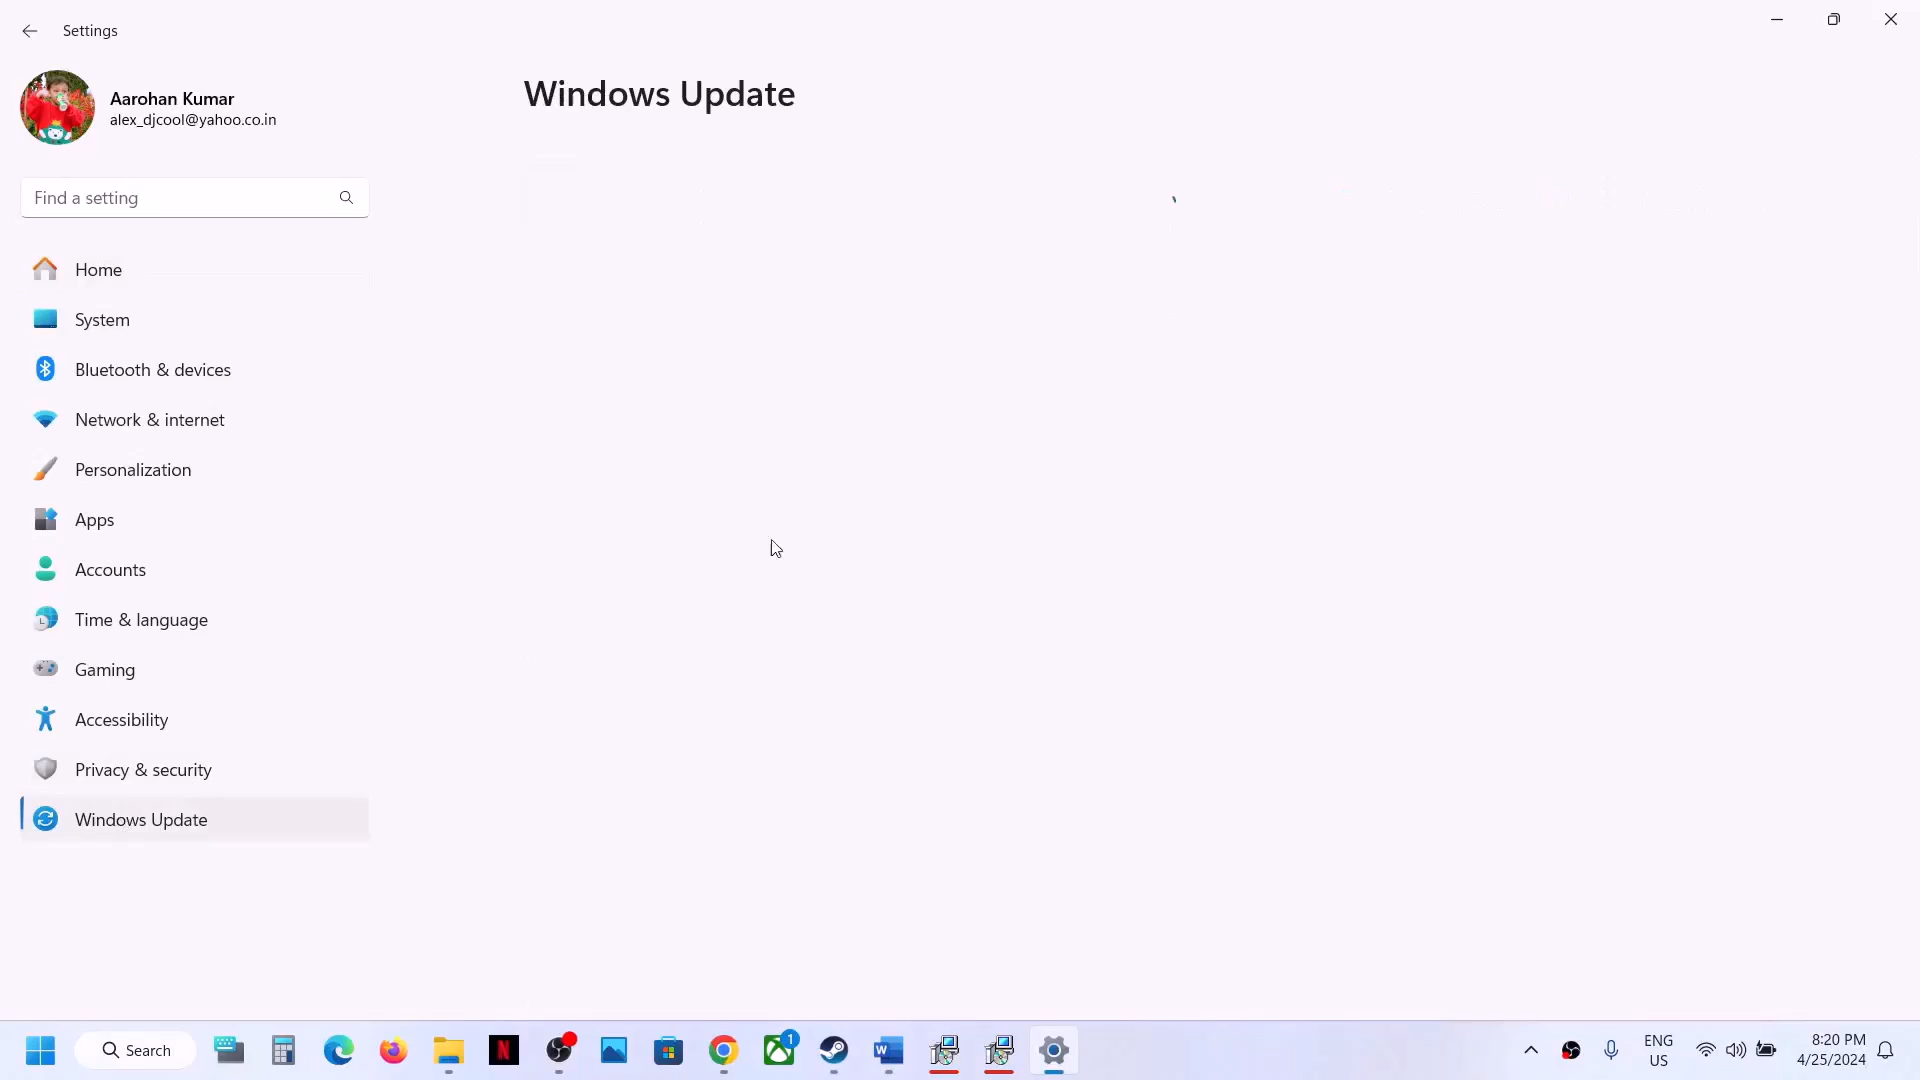 Settings
Aarohan Kumar
alex_djcool@yahoo.co.in
Find a setting
Home
System
Bluetooth & devices
Network & internet
Personalization
Apps
Accounts
Time & language
Gaming
Accessibility
Privacy & security
Windows Update
Windows Update
Search
N
1
W
ENG
US
8:20 PM
4/25/2024